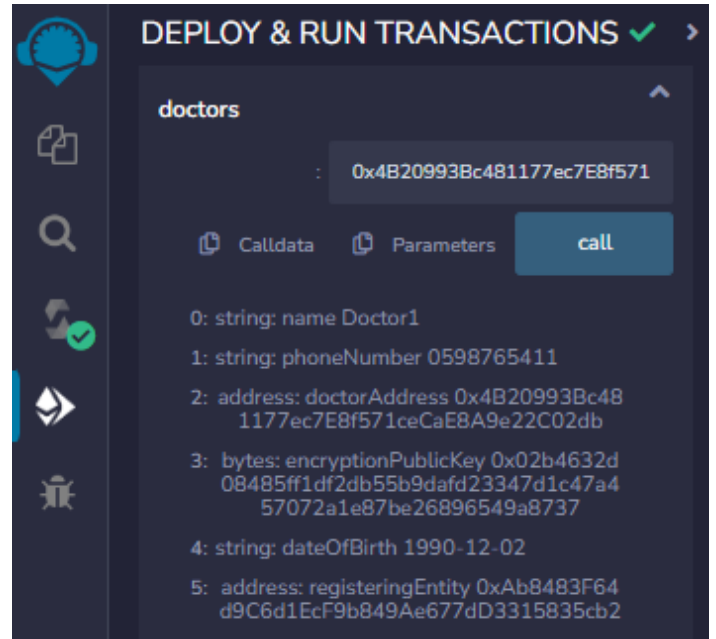 DEPLOY & RUN TRANSACTIONS
doctors
: 0x4B20993Bc481177ec7E8f571
Calldata Parameters call
0: string: name Doctor1
1: string: phoneNumber 0598765411
2: address: doctorAddress 0x4B20993Bc48
1177ec7E8f571ceCaE8A9e22C02db
3: bytes: encryptionPublicKey 0x02b4632d
08485ff1df2db55b9dafd23347d1c47a4
57072a1e87be26896549a8737
4: string: dateOfBirth 1990-12-02
5: address: registeringEntity 0xAb8483F64
d9C6d1EcF9b849Ae677dD3315835cb2